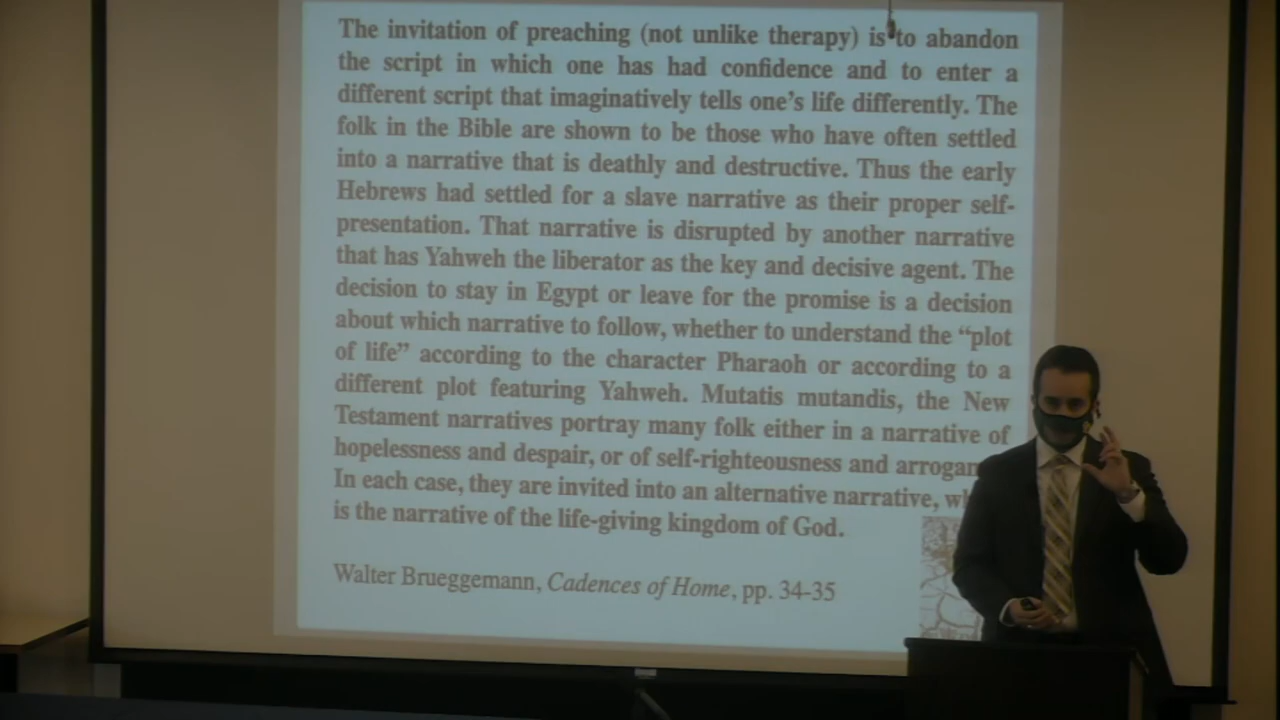 The invitation of preaching (not unlike therapy) is to abandon
the script in which one has had confidence and to enter a
different script that imaginatively tells one's life differently. The
folk in the Bible are shown to be those who have often settled
into a narrative that is deathly and destructive. Thus the early
Hebrews had settled for a slave narrative as their proper self-
presentation. That narrative is disrupted by another narrative
that has Yahweh the liberator as the key and decisive agent. The
decision to stay in Egypt or leave for the promise is a decision
about which narrative to follow, whether to understand the “plot
of life” according to the character Pharaoh or according to a
different plot featuring Yahweh. Mutatis mutandis, the New
Testament narratives portray many folk either in a narrative of
hopelessness and despair, or of self-righteousness and
In each case, they are invited into an alternative narrative,
is the narrative of the life-giving kingdom of God.
Walter Brueggemann, Cadences of Home, pp. 34-35